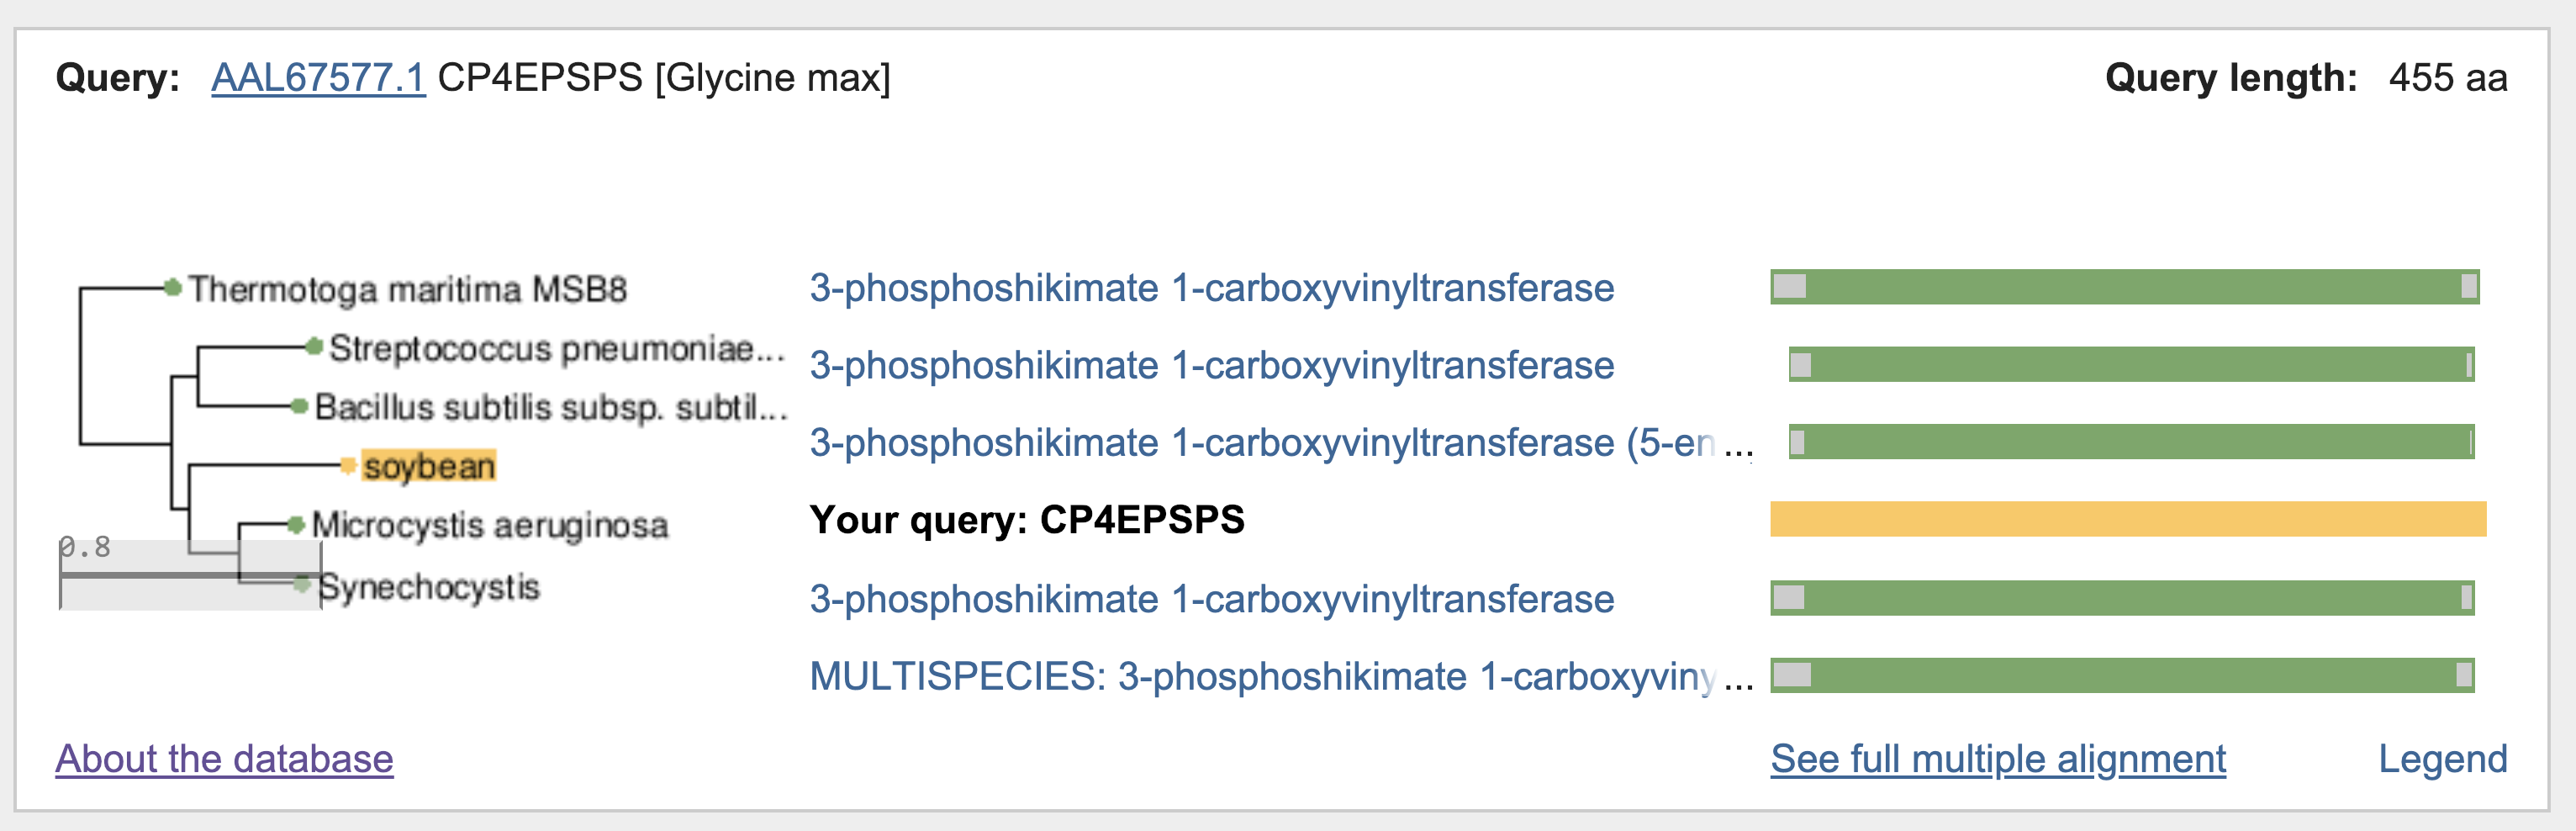 Query: AAL67577.1 CP4EPSPS [Glycine max] Query length: 455 aa
Thermotoga maritima MSB8 3-phosphoshikimate 1-carboxyvinyltransferase
Streptococcus pneumoniae... 3-phosphoshikimate 1-carboxyvinyltransferase
Bacillus subtilis subsp. subtil... 3-phosphoshikimate 1-carboxyvinyltransferase (5-en ...
soybean Your query: CP4EPSPS
Microcystis aeruginosa 3-phosphoshikimate 1-carboxyvinyltransferase
0.8
Synechocystis MULTISPECIES: 3-phosphoshikimate 1-carboxyviny ...
About the database See full multiple alignment Legend